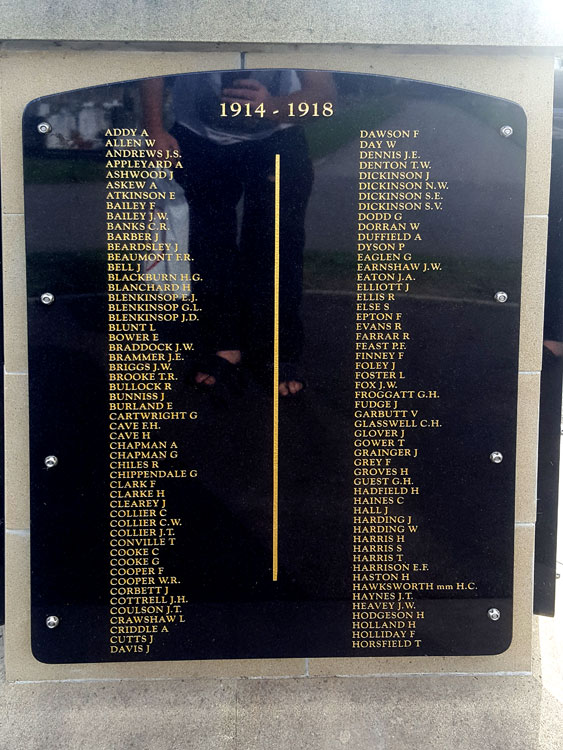 1914 - 1918
ADDY A
ALLEN W
ANDREWS J.S.
APPLEYARD A
ASHWOOD J
ASKEW A
ATKINSON E
BAILEY F
BAILEY J.W.
BANKS C.R.
BARBER J
BEARDSLEY J
BEAUMONT F.R.
BELL J
BLACKBURN H.G.
BLANCHARD H
BLENKINSOP E.J.
BLENKINSOP G.L.
BLENKINSOP J.D.
BLUNT L
BOWER E
BRADDOCK J.W.
BRAMMER J.E.
BRIGGS J.W.
BROOKE T.R.
BULLOCK R
BUNNISS J
BURLAND E
CARTWRIGHT G
CAVE F.H.
CAVE H
CHAPMAN A
CHAPMAN G
CHILES R
CHIPPENDALE G
CLARK F
CLARKE H
CLEAREY J
COLLIER C
COLLIER C.W.
COLLIER J.T.
CONVILLE T
COOKE C
COOKE G
COOPER F
COOPER W.R.
CORBETT J
COTTRELL J.H.
COULSON J.T.
CRAWSHAW L
CRIDDLE A
CUTTS J
DAVIS J
DAWSON F
DAY W
DENNIS J.E.
DENTON T.W.
DICKINSON J
DICKINSON N.W.
DICKINSON S.E.
DICKINSON S.V.
DODD G
DORRAN W
DUFFIELD A
DYSON P
EAGLEN G
EARNSHAW J.W.
EATON J.A.
ELLIOTT J
ELLIS R
ELSE S
EPTON F
EVANS R
FARRAR R
FEAST P.F.
FINNEY F
FOLEY J
FOSTER L
FOX J.W.
FROGGATT G.H.
FUDGE J
GARBUTT V
GLASSWELL C.H.
GLOVER J
GOWER T
GRAINGER J
GREY F
GROVES H
GUEST G.H.
HADFIELD H
HAINES C
HALL J
HARDING J
HARDING W
HARRIS H
HARRIS S
HARRIS T
HARRISON E.F.
HASTON H
HAWKSWORTH mm H.C.
HAYNES J.T.
HEAVEY J.W.
HODGESON H
HOLLAND H
HOLLIDAY F
HORSFIELD T